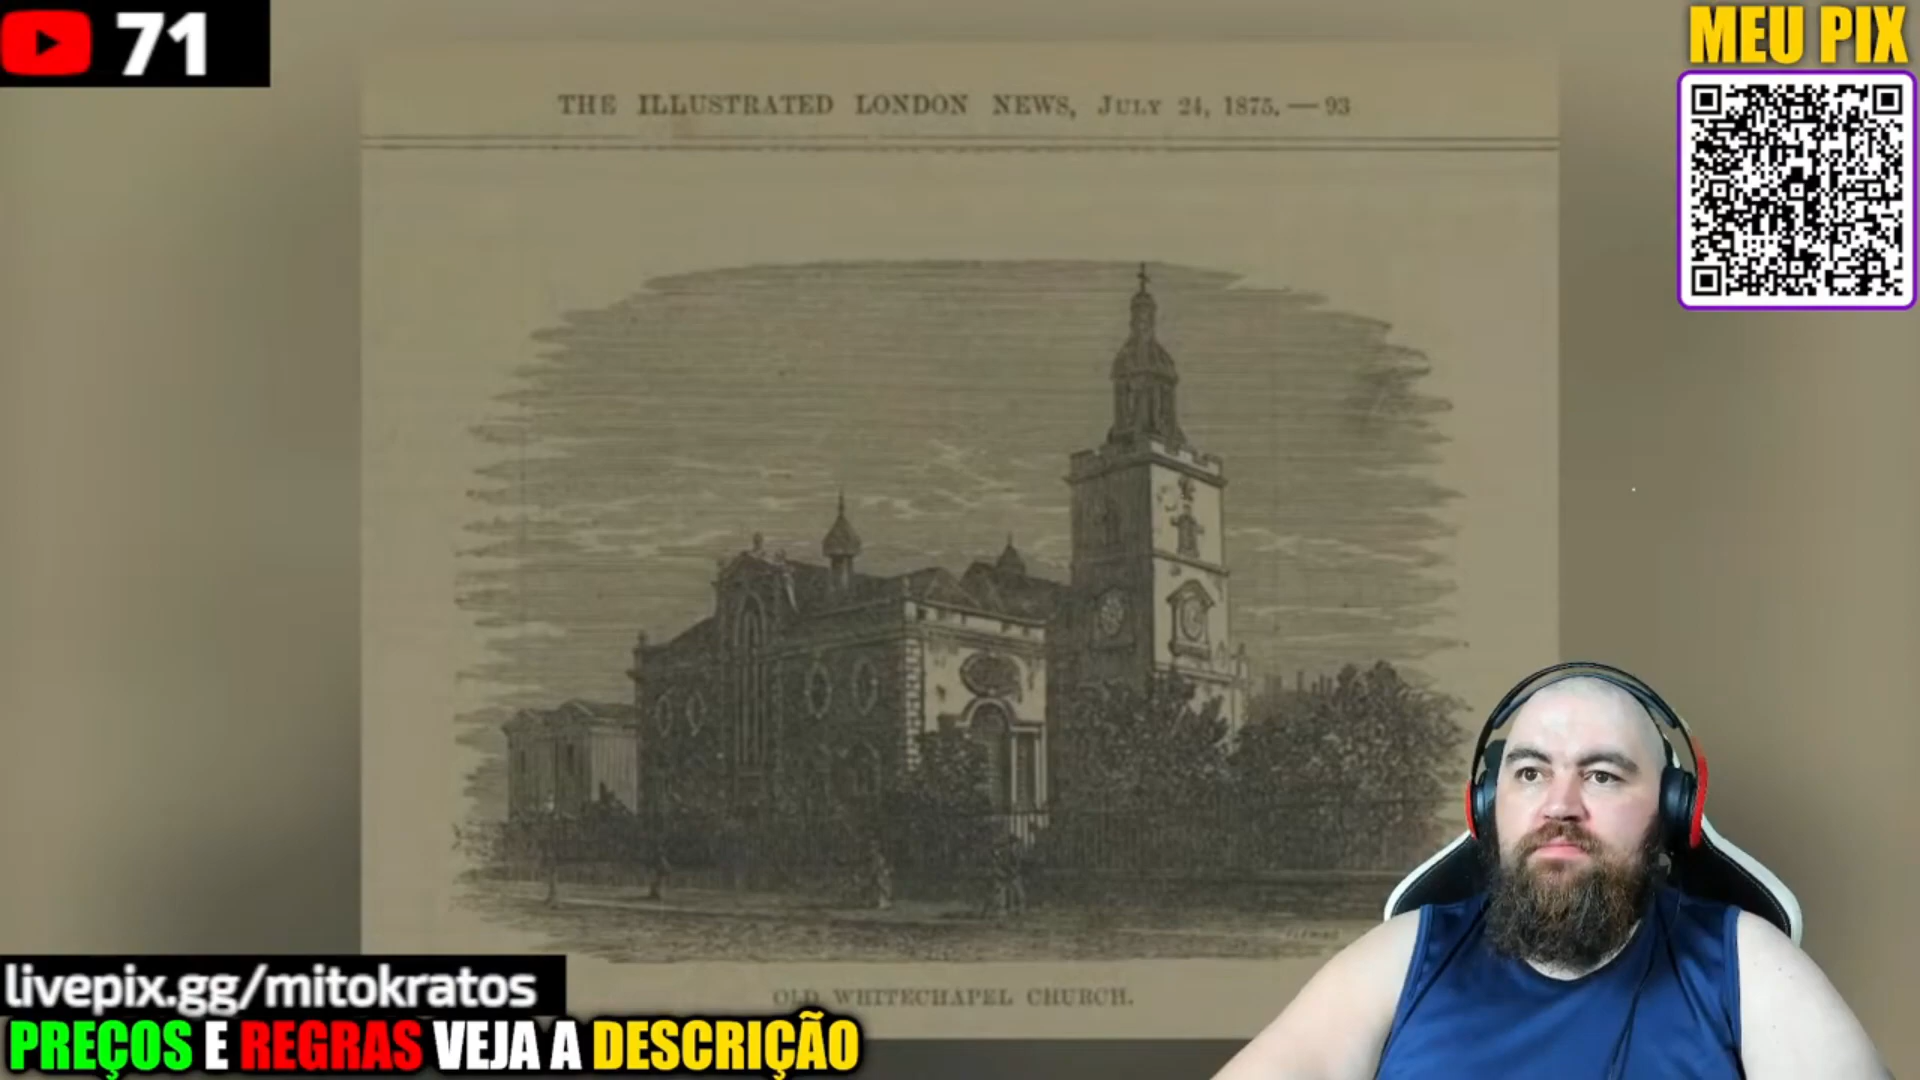 71
MEU PIX
THE ILLUSTRATED LONDON NEWS, JULY 24, 1875.—93
OLD WHITECHAPEL CHURCH.
livepix.gg/mitokratos
PREÇOS E REGRAS VEJA A DESCRIÇÃO